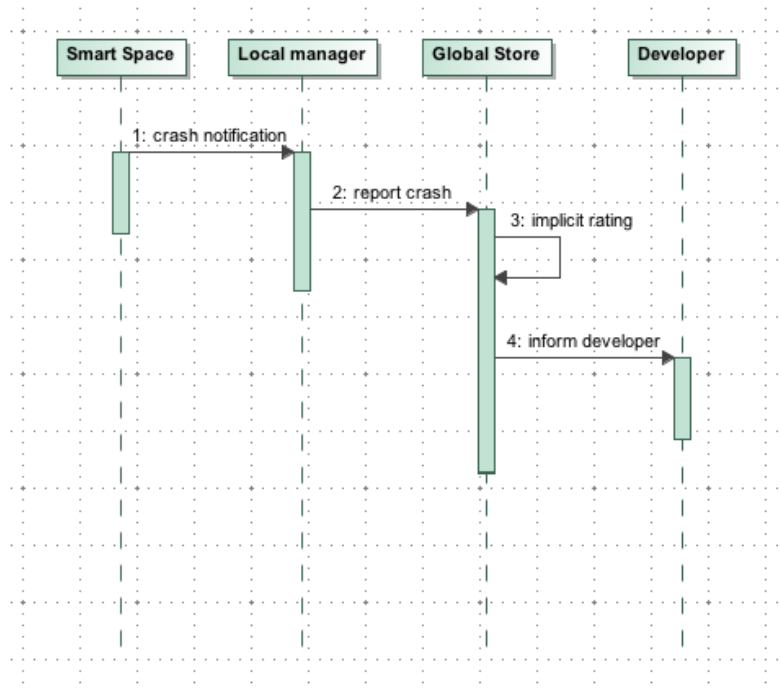 Smart Space
Local manager
Global Store
Developer
1: crash notification
2: report crash
3: implicit rating
4: inform developer